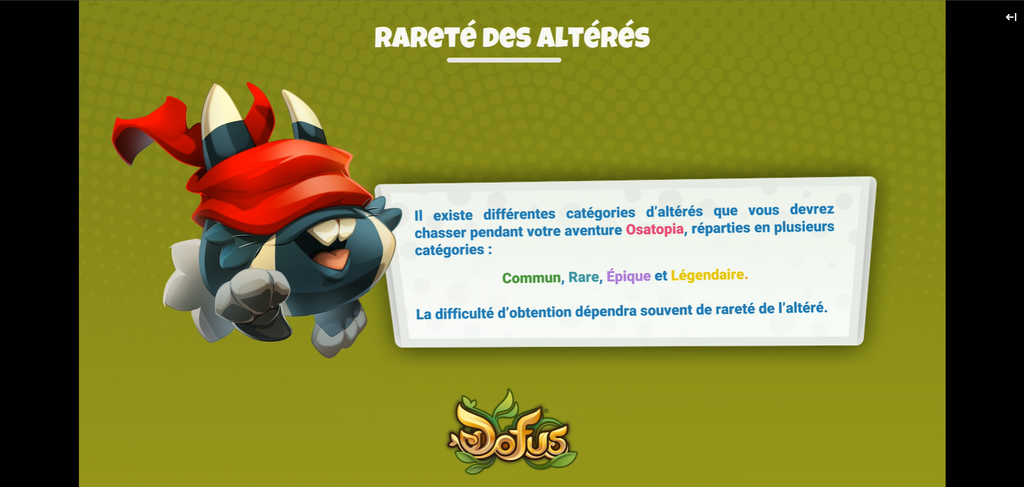 Rareté des altérés
Il existe différentes catégories d'altérés que vous devrez
chasser pendant votre aventure Osatopia, réparties en plusieurs
catégories :
Commun, Rare, Épique et Légendaire.
La difficulté d'obtention dépendra souvent de rareté de l'altéré.
Dofus